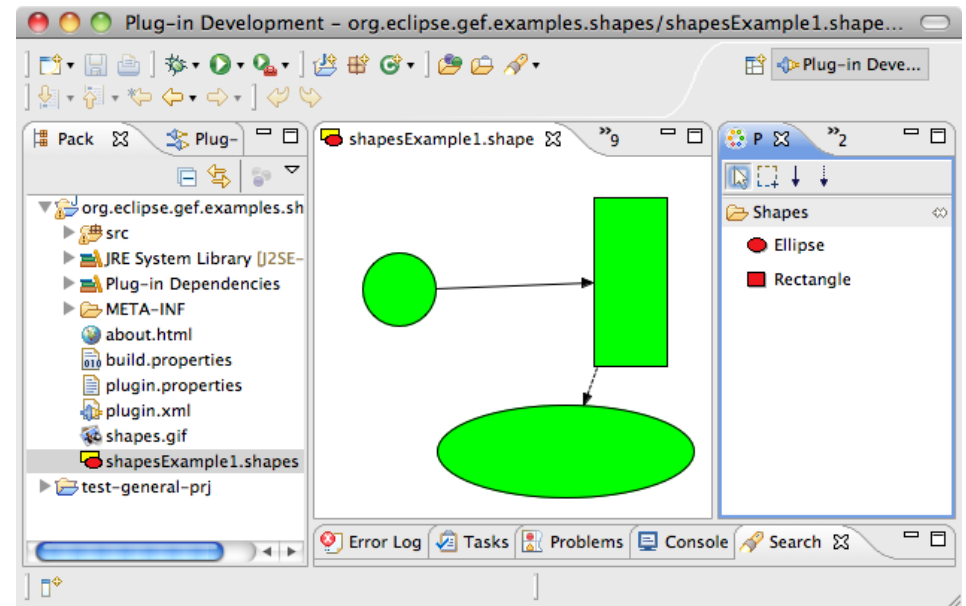 Plug-in Development – org.eclipse.gef.examples.shapes/shapesExample1.shape...
Plug-in Deve...
Pack
Plug-
shapesExample1.shape
»9
P
»2
org.eclipse.gef.examples.sh
src
JRE System Library [J2SE-
Plug-in Dependencies
META-INF
about.html
build.properties
plugin.properties
plugin.xml
shapes.gif
shapesExample1.shapes
test-general-prj
Shapes
Ellipse
Rectangle
Error Log
Tasks
Problems
Console
Search